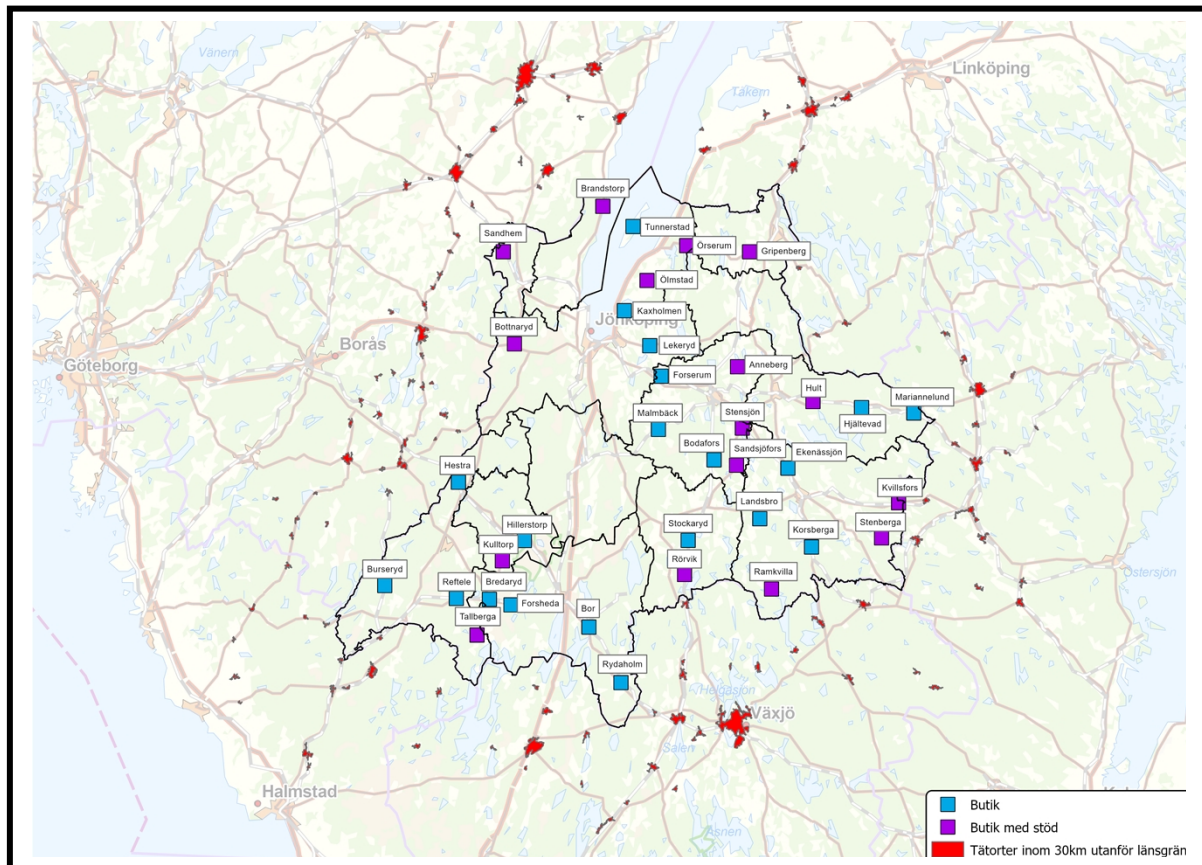 Vänern
Linköping
Tåkern
Brandstorp
Sandhem
Tunnerstad
Örserum
Gripenberg
Ölmstad
Kaxholmen
Bottnaryd
Jönköping
Borås
Lekeryd
Göteborg
Anneberg
Forserum
Hult
Mariannelund
Malmbäck
Stensjön
Hjältevad
Bodafors
Sandsjöfors
Ekenässjön
Hestra
Kvillsfors
Landsbro
Hillerstorp
Stockaryd
Korsberga
Stenberga
Kulltorp
Rörvik
Burseryd
Reftele
Bredaryd
Ramkvilla
Östersjön
Forsheda
Bor
Tallberga
Rydaholm
Helgasjön
Växjö
Salen
Halmstad
Åsnen
Butik
Butik med stöd
Tätorter inom 30km utanför länsgrän